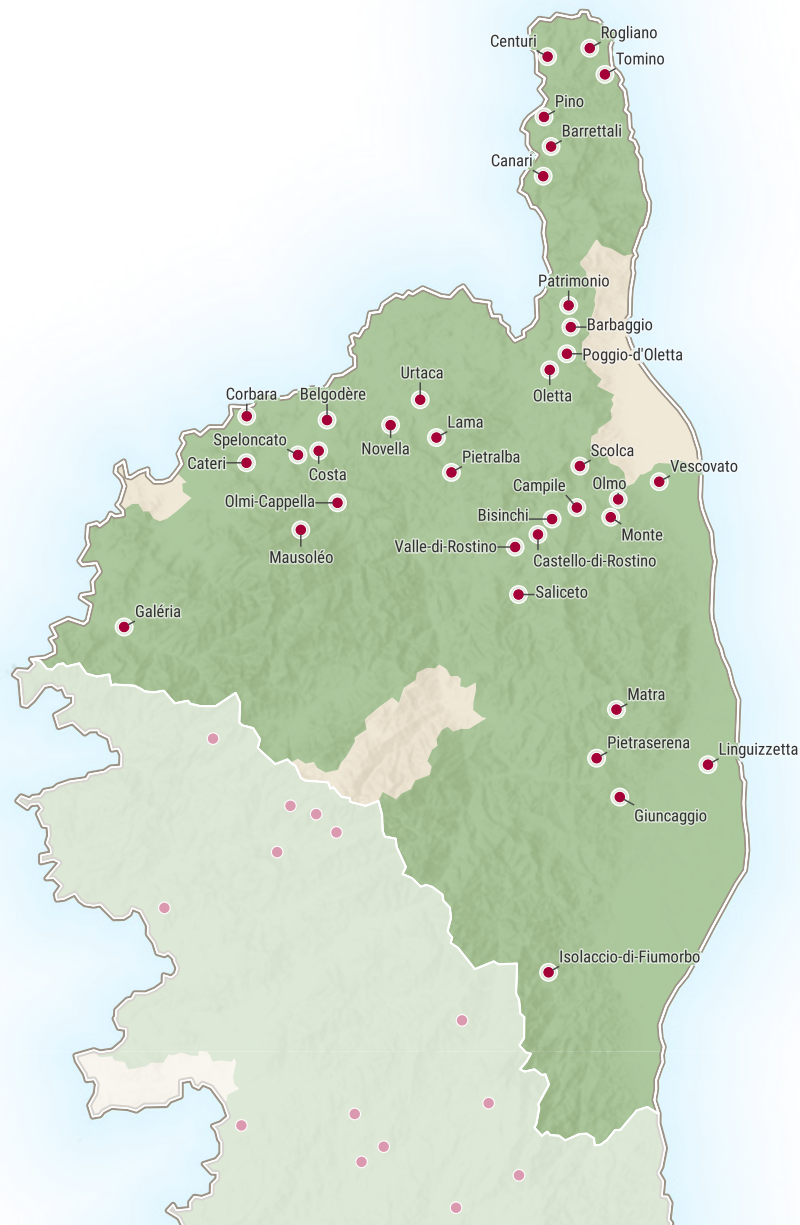 Rogliano
Centuri
Tomino
Pino
Barrettali
Canari
Patrimonio
Barbaggio
Poggio-d'Oletta
Urtaca
Corbara
Belgodère
Oletta
Lama
Speloncato
Novella
Scolca
Pietralba
Cateri
Vescovato
Costa
Campile
Olmo
Olmi-Cappella
Bisinchi
Monte
Valle-di-Rostino
Mausoléo
Castello-di-Rostino
Saliceto
Galéria
Matra
Pietraserena
Linguizzetta
Giuncaggio
Isolaccio-di-Fiumorbo